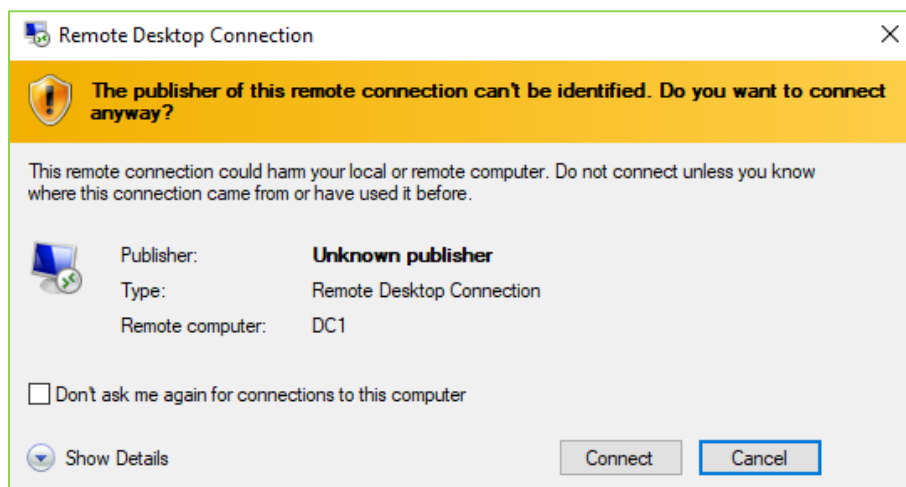 Remote Desktop Connection
The publisher of this remote connection can't be identified. Do you want to connect
anyway?
This remote connection could harm your local or remote computer. Do not connect unless you know
where this connection came from or have used it before.
Publisher: Unknown publisher
Type: Remote Desktop Connection
Remote computer: DC1
Don't ask me again for connections to this computer
Show Details Connect Cancel